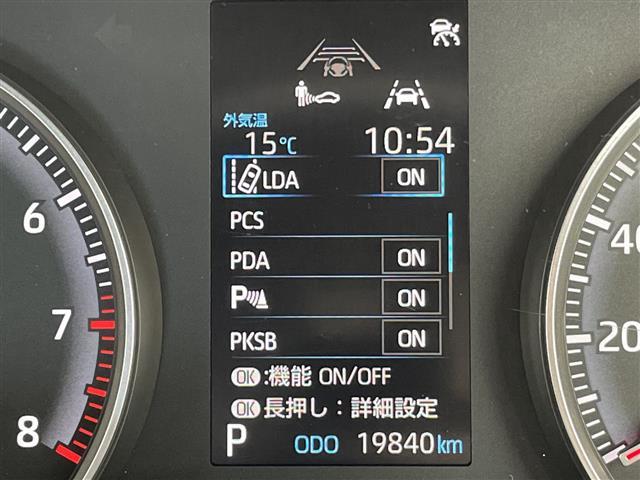 外気温
15℃ 10:54
LDA ON
PCS
PDA ON
P ON
PKSB ON
OK:機能 ON/OFF
OK長押し：詳細設定
P ODO 19840km
6
7
8
40
20